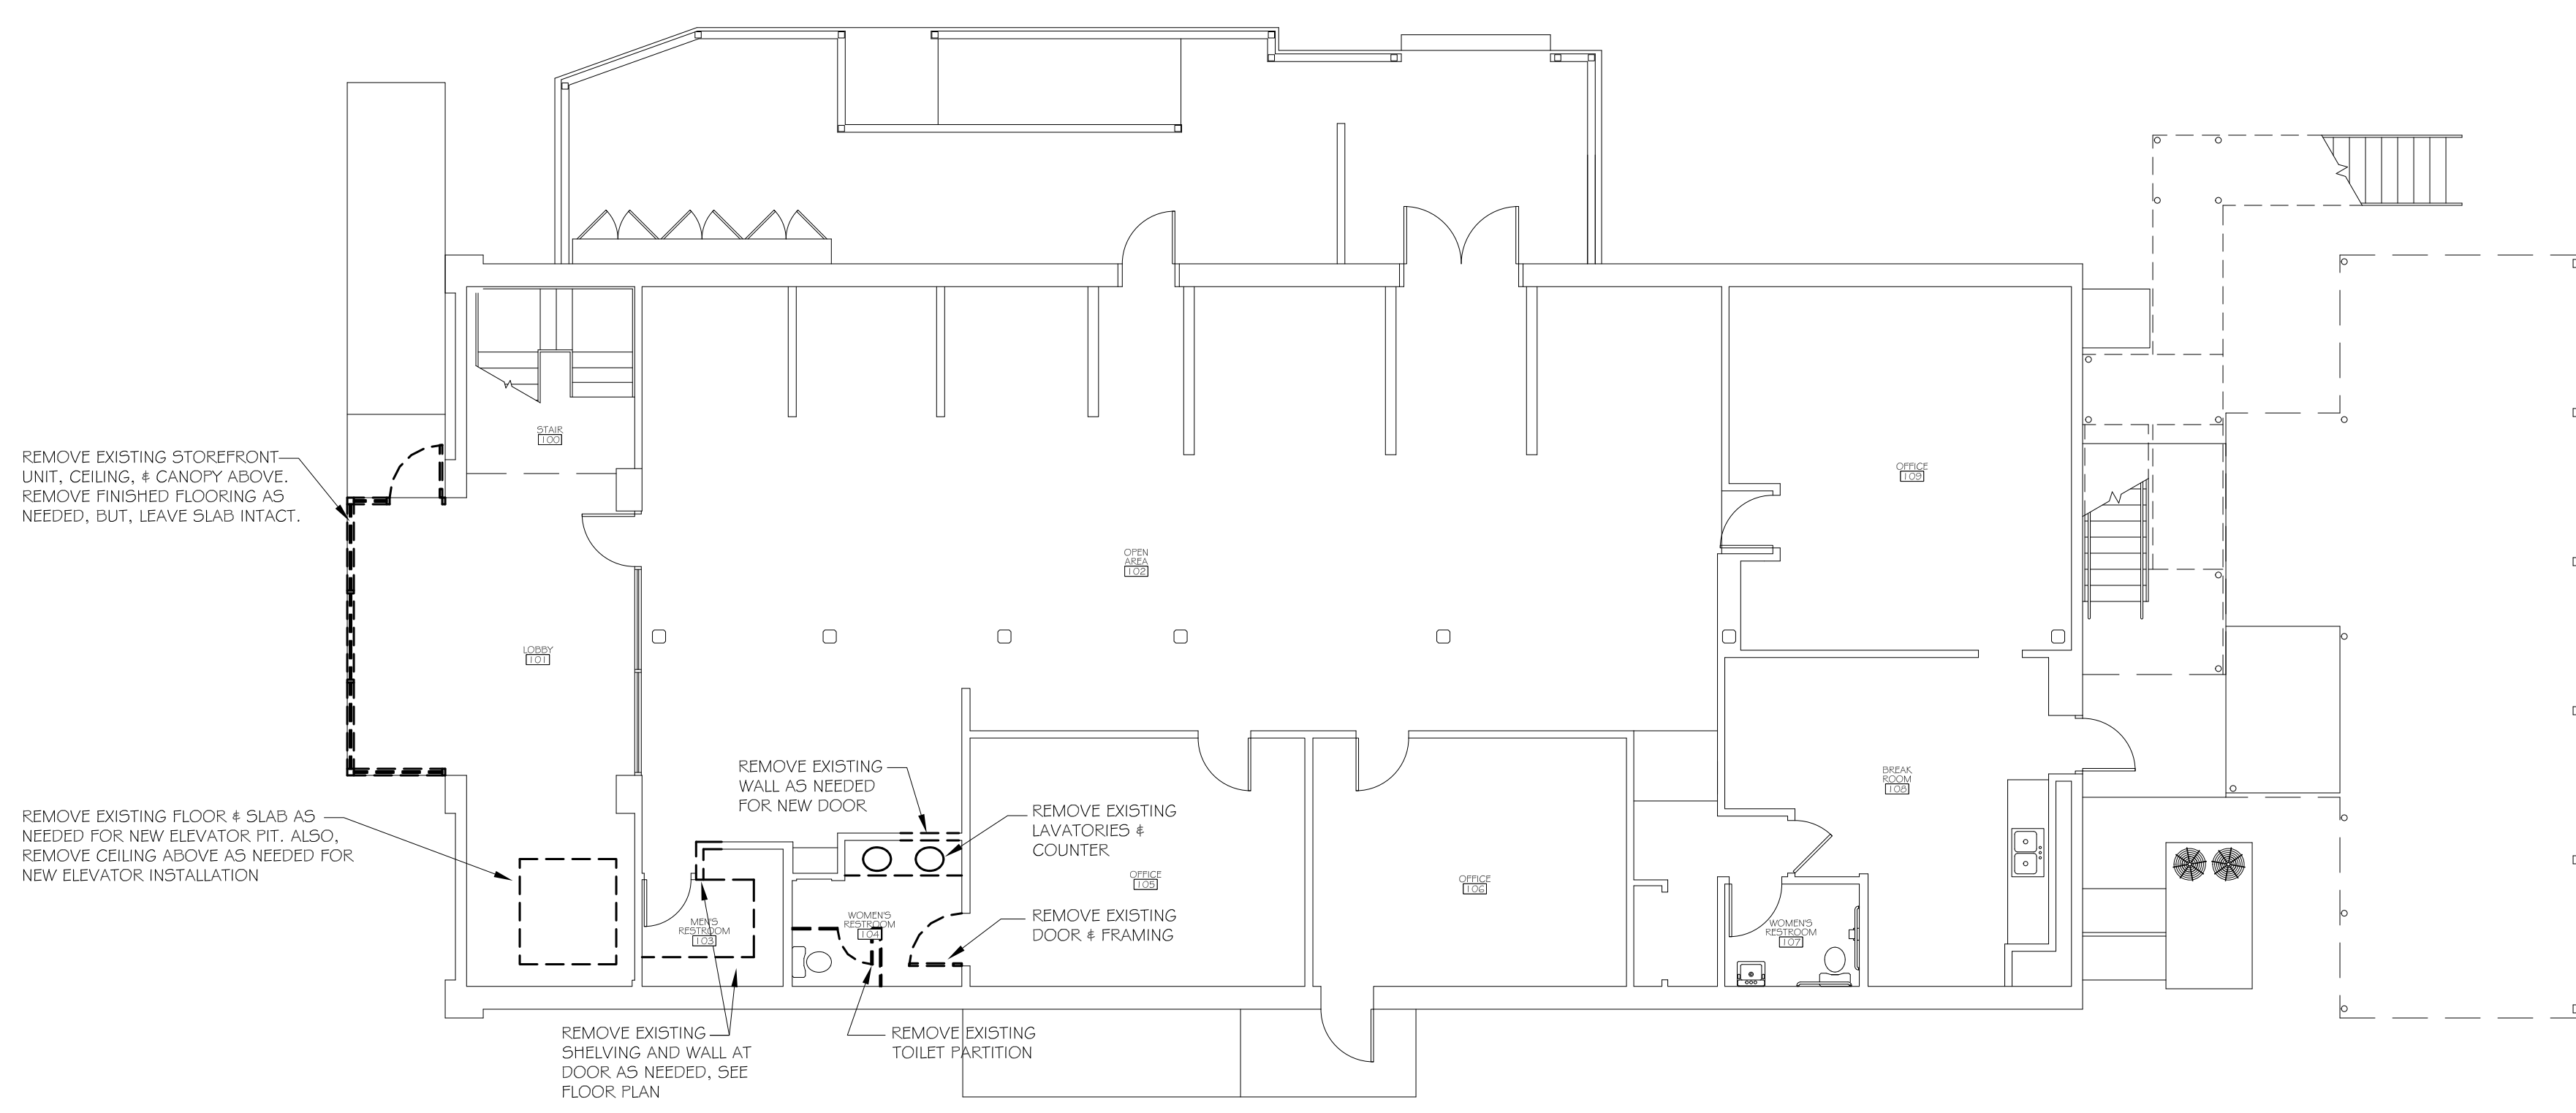 REMOVE EXISTING STOREFRONT
UNIT, CEILING, & CANOPY ABOVE.
REMOVE FINISHED FLOORING AS
NEEDED, BUT, LEAVE SLAB INTACT.
STAIR
100
OFFICE
109
OPEN
AREA
102
LOBBY
101
REMOVE EXISTING
WALL AS NEEDED
FOR NEW DOOR
BREAK
ROOM
108
REMOVE EXISTING FLOOR & SLAB AS
NEEDED FOR NEW ELEVATOR PIT. ALSO,
REMOVE CEILING ABOVE AS NEEDED FOR
NEW ELEVATOR INSTALLATION
REMOVE EXISTING
LAVATORIES &
COUNTER
OFFICE
105
OFFICE
106
MEN'S
RESTROOM
103
WOMEN'S
RESTROOM
104
REMOVE EXISTING
DOOR & FRAMING
WOMEN'S
RESTROOM
107
REMOVE EXISTING
SHELVING AND WALL AT
DOOR AS NEEDED, SEE
FLOOR PLAN
REMOVE EXISTING
TOILET PARTITION